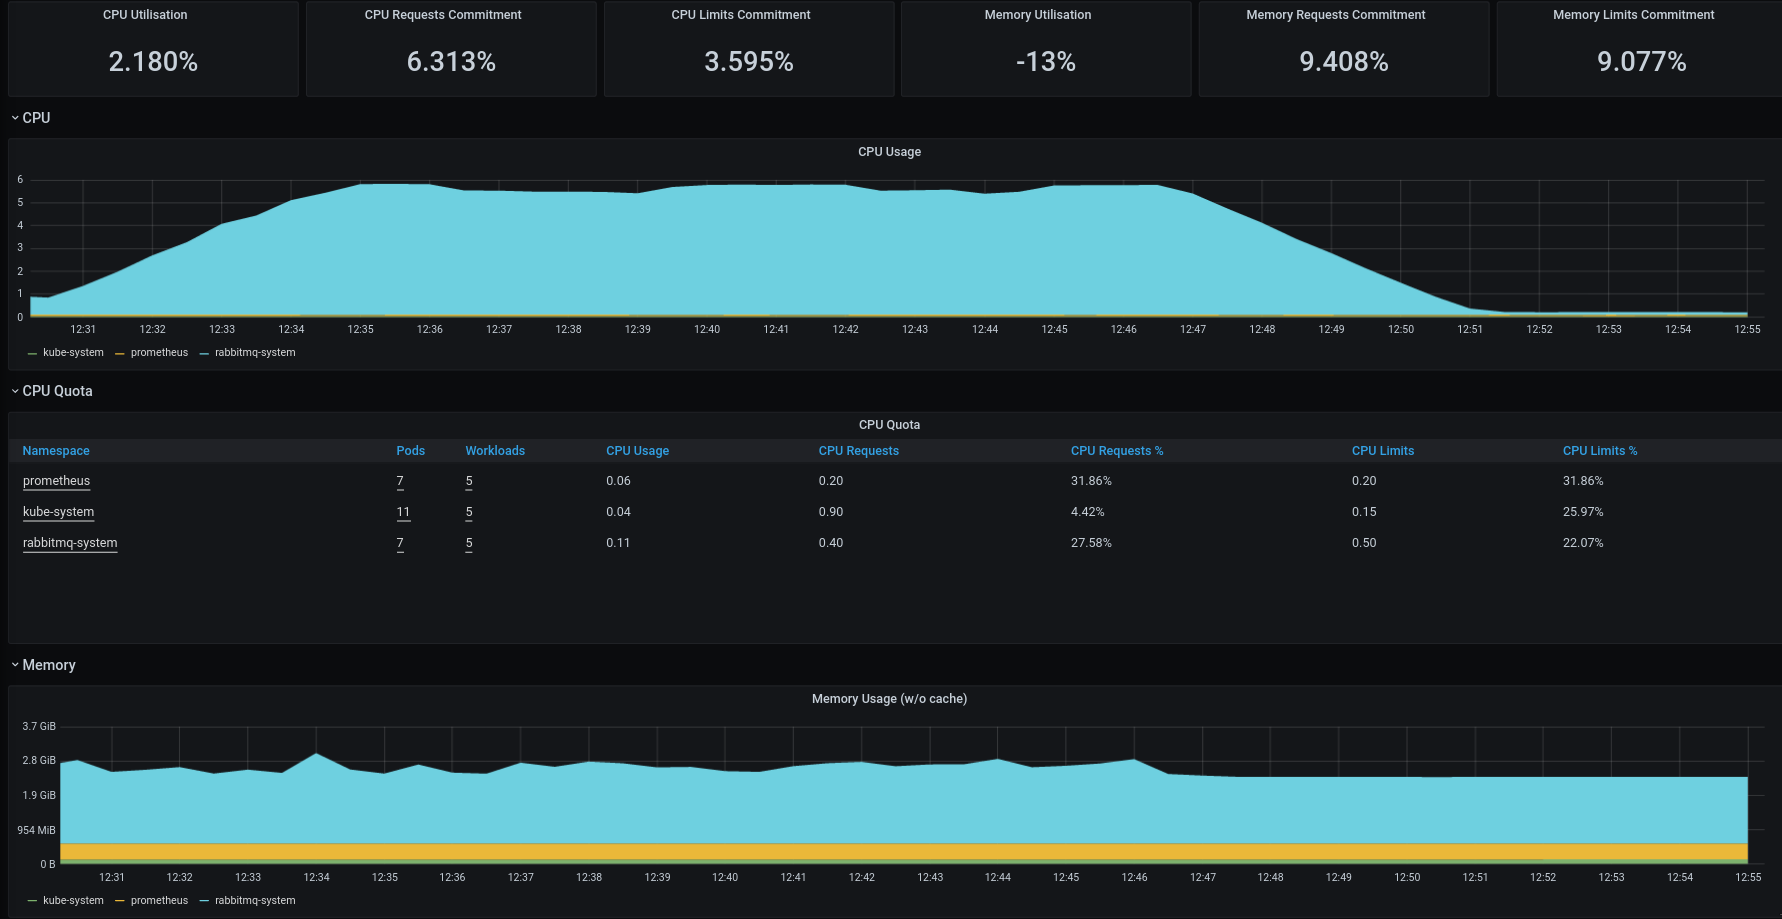 CPU Utilisation CPU Requests Commitment CPU Limits Commitment Memory Utilisation Memory Requests Commitment Memory Limits Commitment
2.180% 6.313% 3.595% -13% 9.408% 9.077%
CPU
CPU Usage
6
5
4
3
2
1
0
12:31 12:32 12:33 12:34 12:35 12:36 12:37 12:38 12:39 12:40 12:41 12:42 12:43 12:44 12:45 12:46 12:47 12:48 12:49 12:50 12:51 12:52 12:53 12:54 12:55
kube-system prometheus rabbitmq-system
CPU Quota
CPU Quota
Namespace Pods Workloads CPU Usage CPU Requests CPU Requests % CPU Limits CPU Limits %
prometheus 7 5 0.06 0.20 31.86% 0.20 31.86%
kube-system 11 5 0.04 0.90 4.42% 0.15 25.97%
rabbitmq-system 7 5 0.11 0.40 27.58% 0.50 22.07%
Memory
Memory Usage (w/o cache)
3.7 GiB
2.8 GiB
1.9 GiB
954 MiB
0 B
12:31 12:32 12:33 12:34 12:35 12:36 12:37 12:38 12:39 12:40 12:41 12:42 12:43 12:44 12:45 12:46 12:47 12:48 12:49 12:50 12:51 12:52 12:53 12:54 12:55
kube-system prometheus rabbitmq-system